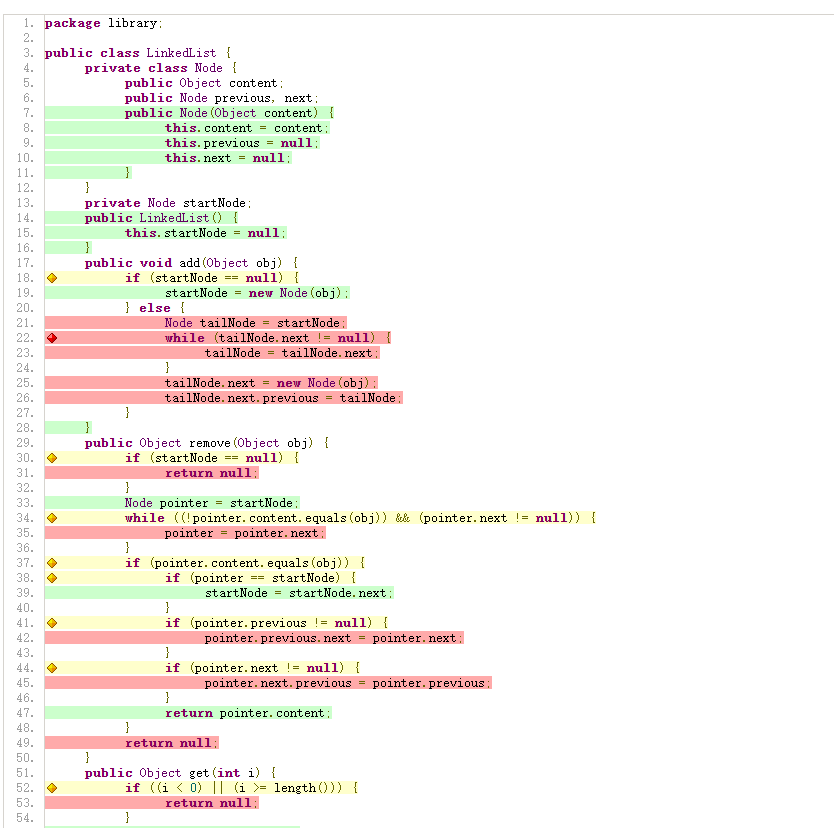 1. package library;
2.
3. public class LinkedList {
4. private class Node {
5. public Object content;
6. public Node previous, next;
7. public Node(Object content) {
8. this.content = content;
9. this.previous = null;
10. this.next = null;
11. }
12. }
13. private Node startNode;
14. public LinkedList() {
15. this.startNode = null;
16. }
17. public void add(Object obj) {
18. if (startNode == null) {
19. startNode = new Node(obj);
20. } else {
21. Node tailNode = startNode;
22. while (tailNode.next != null) {
23. tailNode = tailNode.next;
24. }
25. tailNode.next = new Node(obj);
26. tailNode.next.previous = tailNode;
27. }
28. }
29. public Object remove(Object obj) {
30. if (startNode == null) {
31. return null;
32. }
33. Node pointer = startNode;
34. while ((!pointer.content.equals(obj)) && (pointer.next != null)) {
35. pointer = pointer.next;
36. }
37. if (pointer.content.equals(obj)) {
38. if (pointer == startNode) {
39. startNode = startNode.next;
40. }
41. if (pointer.previous != null) {
42. pointer.previous.next = pointer.next;
43. }
44. if (pointer.next != null) {
45. pointer.next.previous = pointer.previous;
46. }
47. return pointer.content;
48. }
49. return null;
50. }
51. public Object get(int i) {
52. if ((i < 0) || (i >= length())) {
53. return null;
54. }